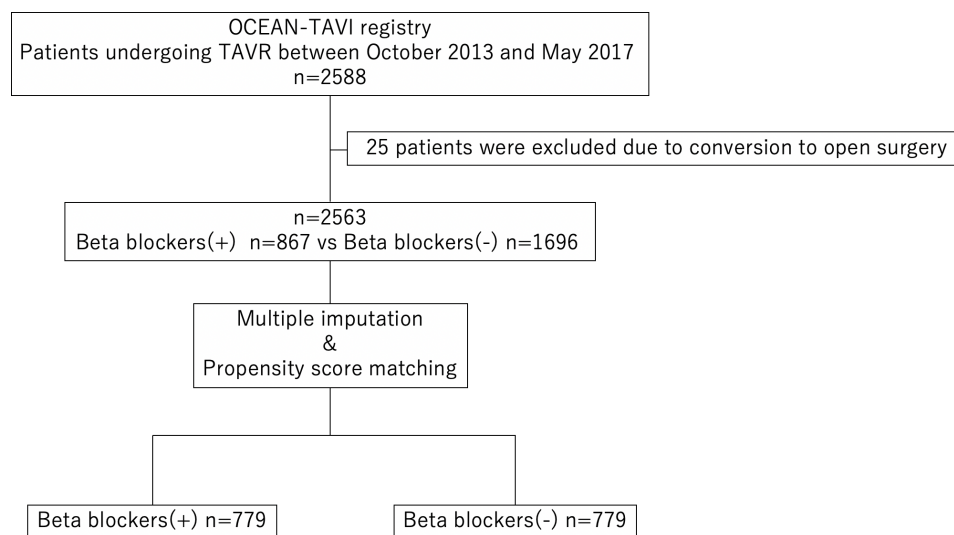 OCEAN-TAVI registry
Patients undergoing TAVR between October 2013 and May 2017
n=2588
25 patients were excluded due to conversion to open surgery
n=2563
Beta blockers(+)  n=867 vs Beta blockers(-) n=1696
Multiple imputation
&
Propensity score matching
Beta blockers(+) n=779
Beta blockers(-) n=779